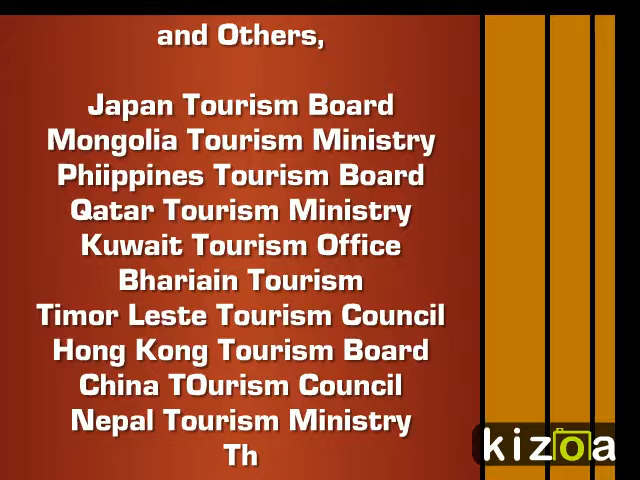 and Others,
Japan Tourism Board
Mongolia Tourism Ministry
Phiippines Tourism Board
Qatar Tourism Ministry
Kuwait Tourism Office
Bhariain Tourism
Timor Leste Tourism Council
Hong Kong Tourism Board
China TOurism Council
Nepal Tourism Ministry
Th
kizoa